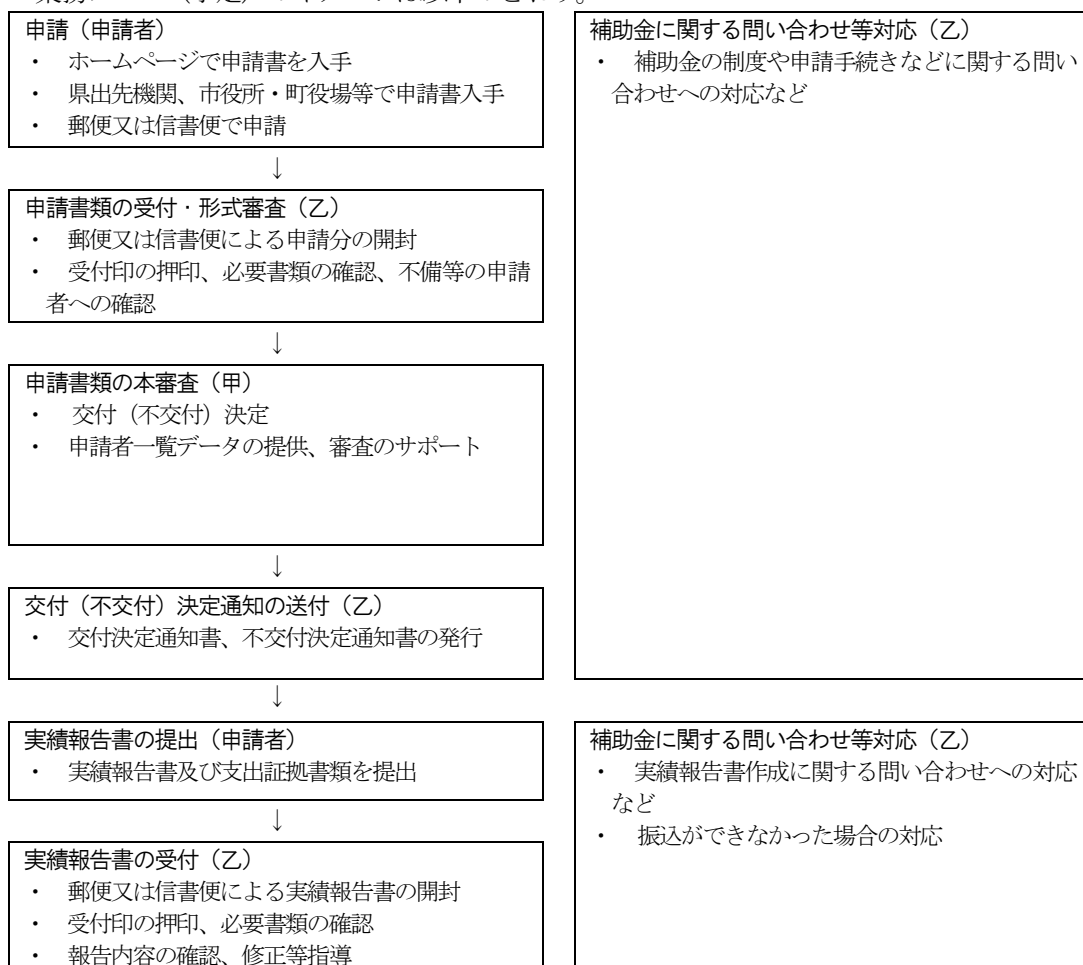 業務フロー（予定）のイメージは以下のとおり。
申請（申請者）
・ ホームページで申請書を入手
・ 県出先機関、市役所・町役場等で申請書入手
・ 郵便又は信書便で申請
↓
申請書類の受付・形式審査（乙）
・ 郵便又は信書便による申請分の開封
・ 受付印の押印、必要書類の確認、不備等の申請
者への確認
↓
申請書類の本審査（甲）
・ 交付（不交付）決定
・ 申請者一覧データの提供、審査のサポート
↓
交付（不交付）決定通知の送付（乙）
・ 交付決定通知書、不交付決定通知書の発行
↓
実績報告書の提出（申請者）
・ 実績報告書及び支出証拠書類を提出
↓
実績報告書の受付（乙）
・ 郵便又は信書便による実績報告書の開封
・ 受付印の押印、必要書類の確認
・ 報告内容の確認、修正等指導
補助金に関する問い合わせ等対応（乙）
・ 補助金の制度や申請手続きなどに関する問い
合わせへの対応など
補助金に関する問い合わせ等対応（乙）
・ 実績報告書作成に関する問い合わせへの対応
など
・ 振込ができなかった場合の対応